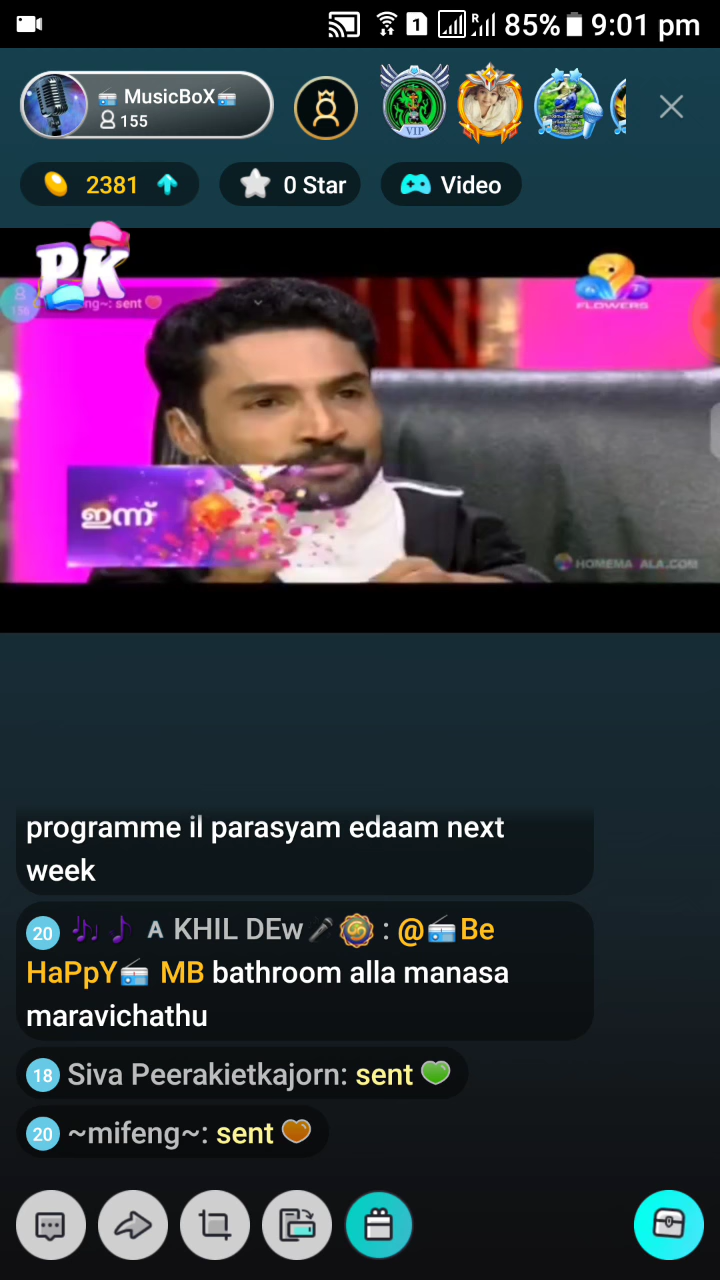 1 R 85% 9:01 pm
📻 MusicBoX📻
155
VIP
2381 0 Star Video
PK
FLOWERS
ng~: sent
156
ഇന്ന്
programme il parasyam edaam next
week
20 🎶 🎵 A KHIL DEw🎤 : @📻Be
HaPpY📻 MB bathroom alla manasa
maravichathu
18 Siva Peerakietkajorn: sent 💚
20 ~mifeng~: sent 🧡